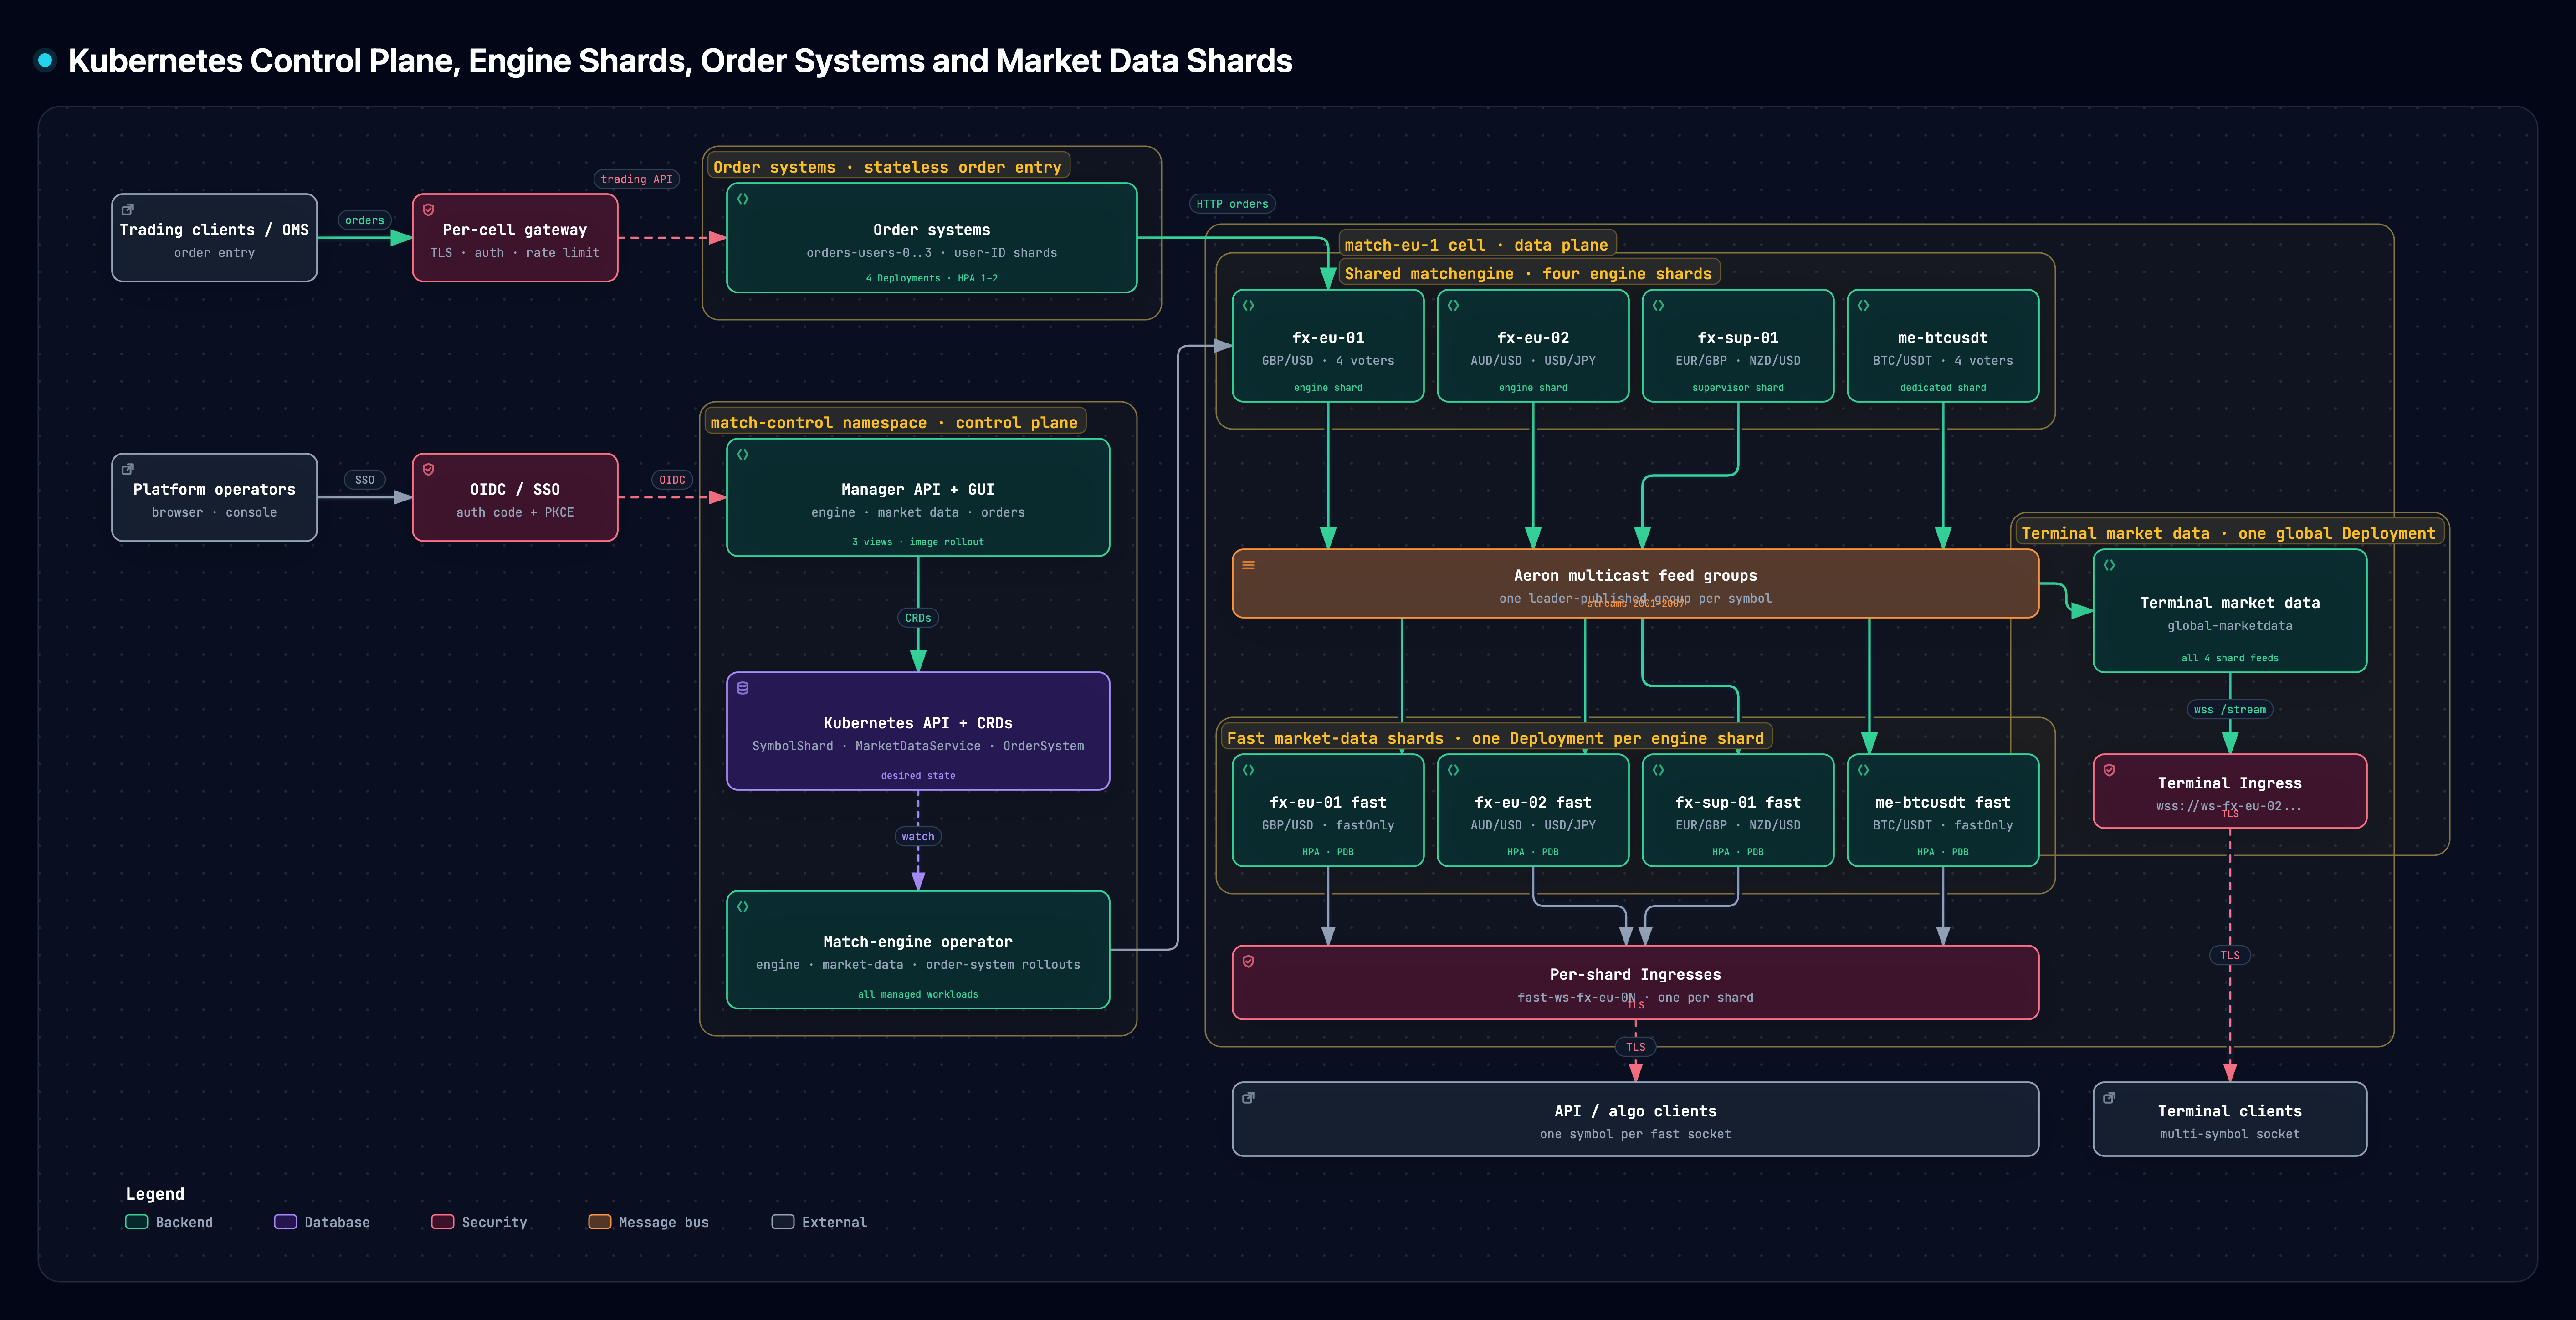 Kubernetes Control Plane, Engine Shards, Order Systems and Market Data Shards
Order systems · stateless order entry
trading API
Trading clients / OMS
order entry
orders
Per-cell gateway
TLS · auth · rate limit
Order systems
orders-users-0..3 · user-ID shards
4 Deployments · HPA 1-2
HTTP orders
match-eu-1 cell · data plane
Shared matchengine · four engine shards
fx-eu-01
GBP/USD · 4 voters
engine shard
fx-eu-02
AUD/USD · USD/JPY
engine shard
fx-sup-01
EUR/GBP · NZD/USD
supervisor shard
me-btcusdt
BTC/USDT · 4 voters
dedicated shard
match-control namespace · control plane
Platform operators
browser · console
SSO
OIDC / SSO
auth code + PKCE
OIDC
Manager API + GUI
engine · market data · orders
3 views · image rollout
CRDs
Kubernetes API + CRDs
SymbolShard · MarketDataService · OrderSystem
desired state
watch
Match-engine operator
engine · market-data · order-system rollouts
all managed workloads
Aeron multicast feed groups
one leader-published group per symbol
streams 2001-2007
Terminal market data · one global Deployment
Terminal market data
global-marketdata
all 4 shard feeds
wss /stream
Terminal Ingress
wss://ws-fx-eu-02...
TLS
Fast market-data shards · one Deployment per engine shard
fx-eu-01 fast
GBP/USD · fastOnly
HPA · PDB
fx-eu-02 fast
AUD/USD · USD/JPY
HPA · PDB
fx-sup-01 fast
EUR/GBP · NZD/USD
HPA · PDB
me-btcusdt fast
BTC/USDT · fastOnly
HPA · PDB
Per-shard Ingresses
fast-ws-fx-eu-0N · one per shard
TLS
TLS
TLS
API / algo clients
one symbol per fast socket
Terminal clients
multi-symbol socket
Legend
Backend
Database
Security
Message bus
External